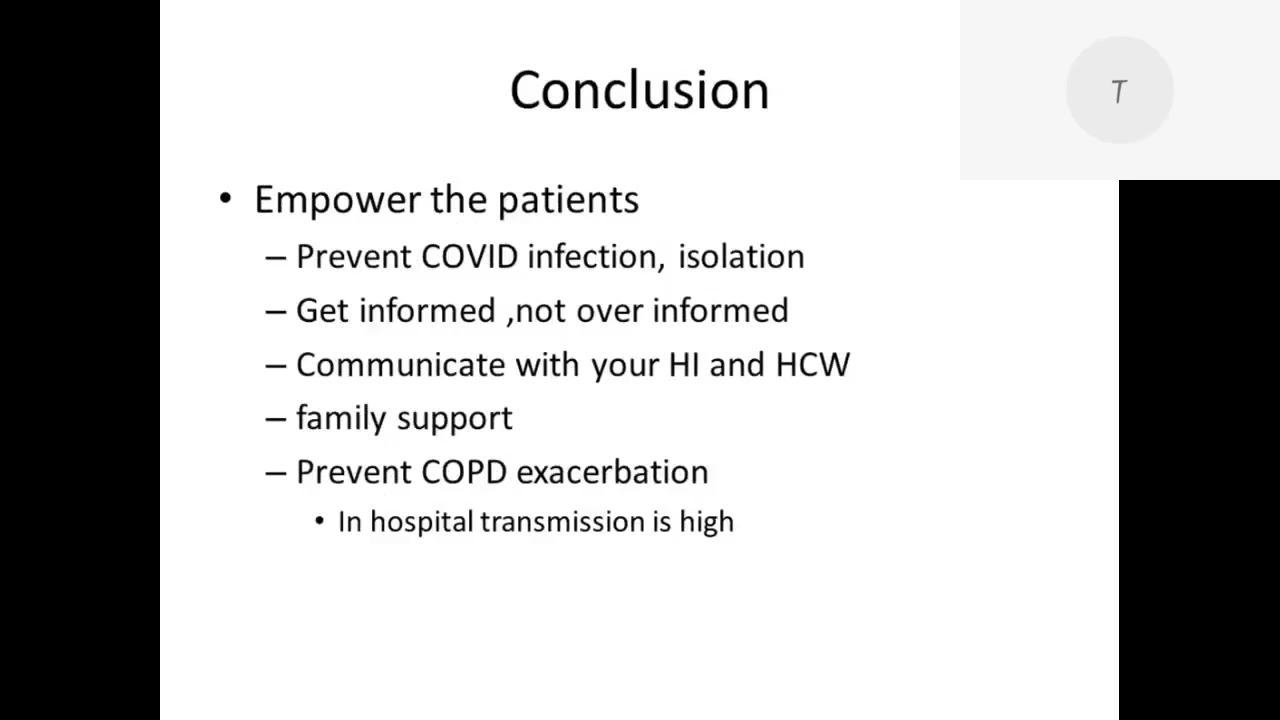 Conclusion
T
• Empower the patients
– Prevent COVID infection, isolation
– Get informed ,not over informed
– Communicate with your HI and HCW
– family support
– Prevent COPD exacerbation
• In hospital transmission is high